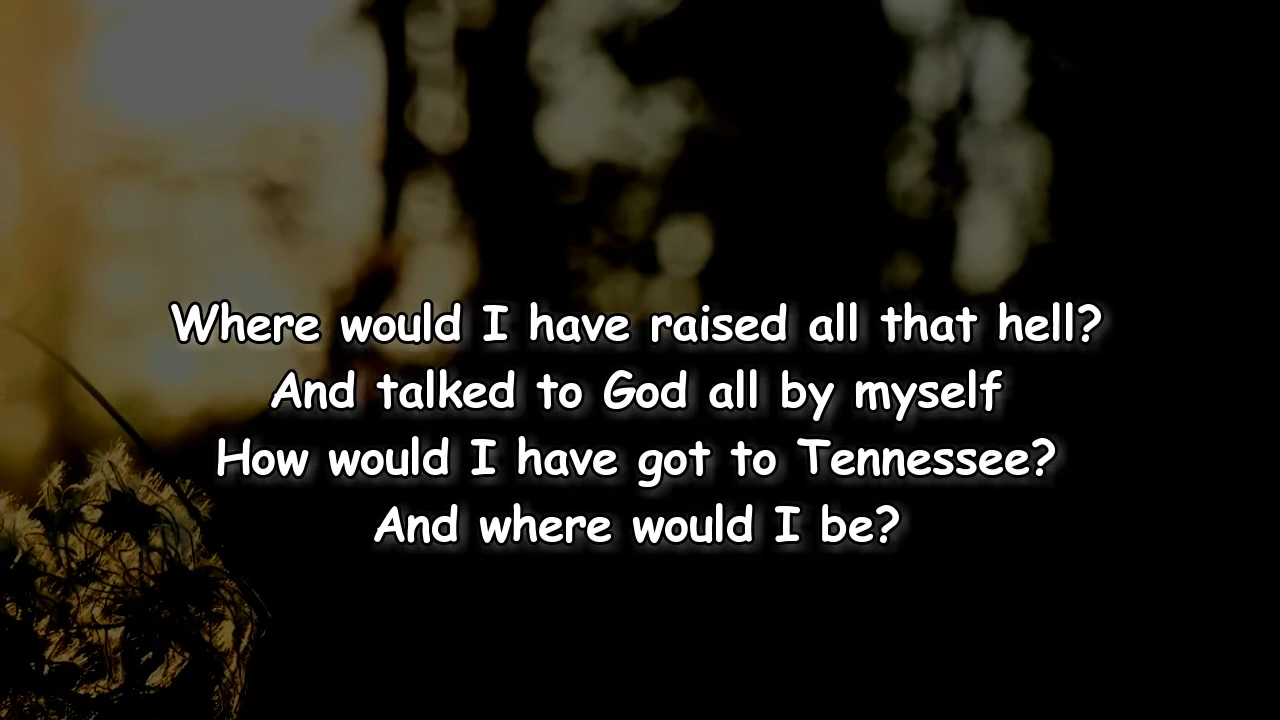 Where would I have raised all that hell?
And talked to God all by myself
How would I have got to Tennessee?
And where would I be?